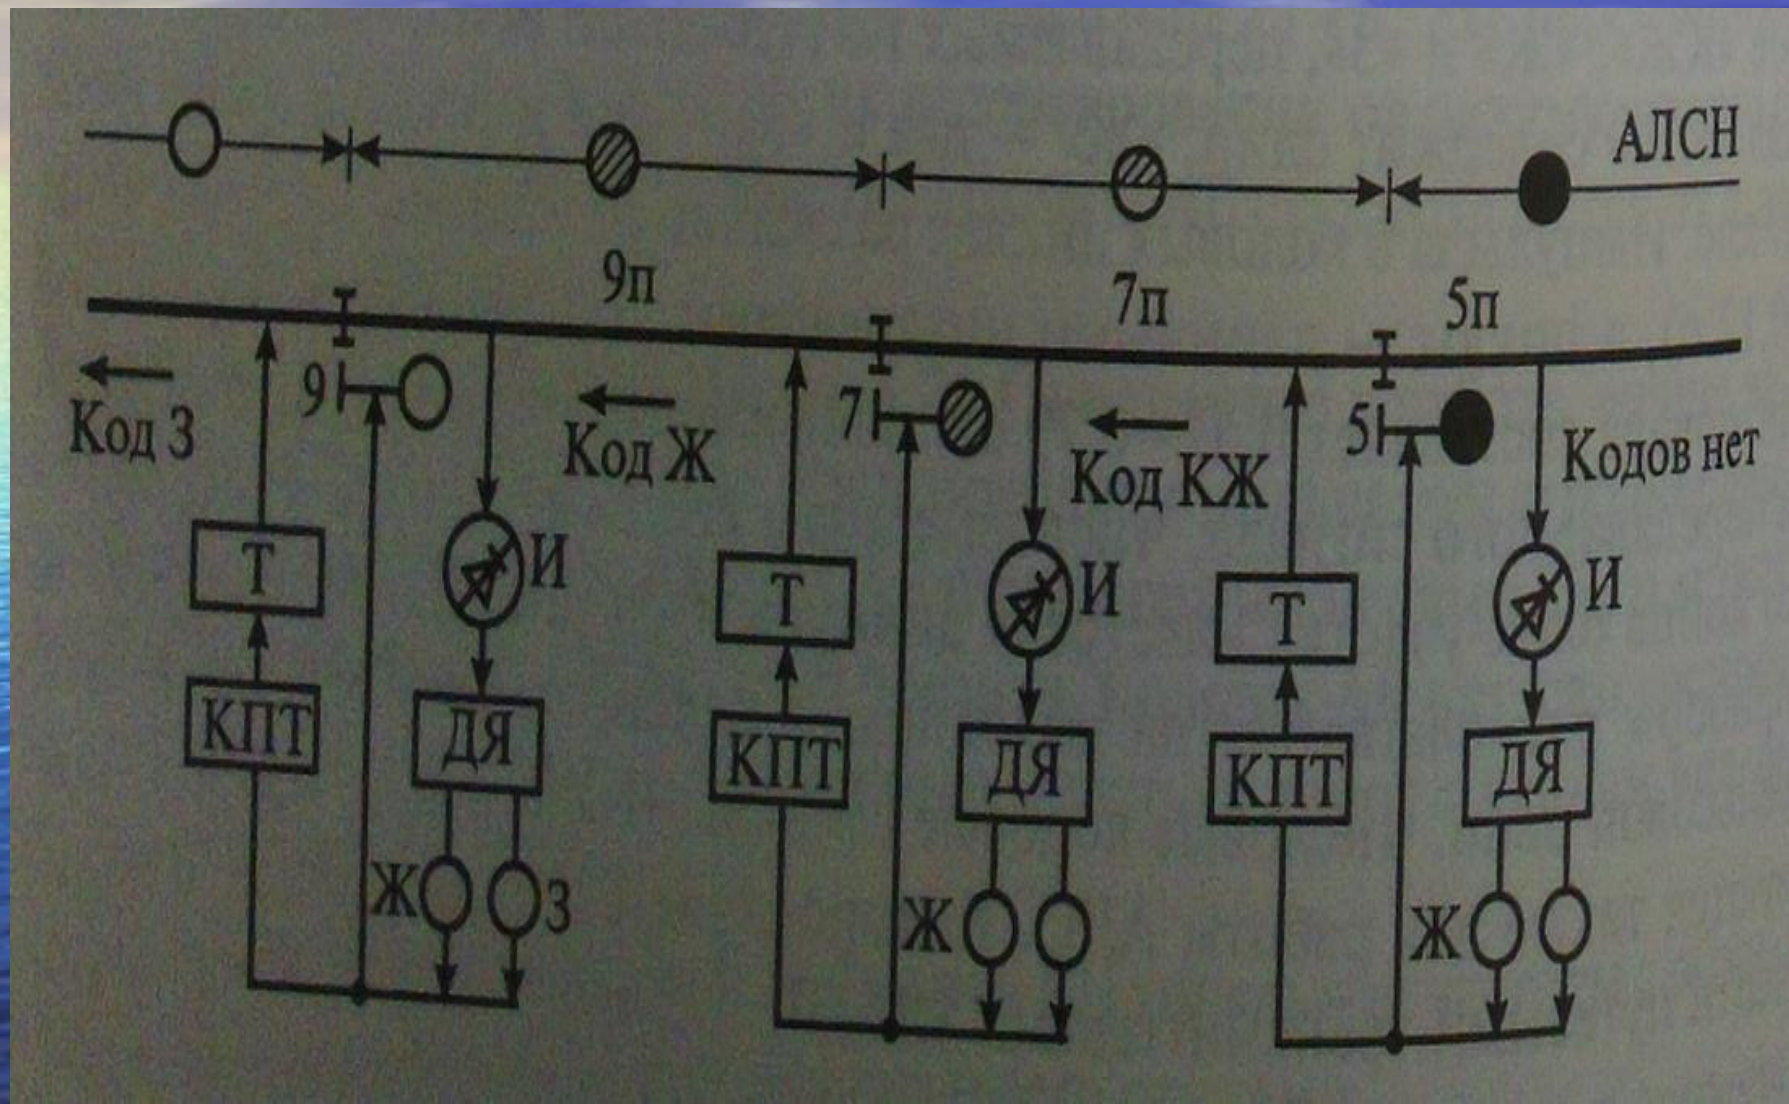 АЛСН
9п
7п
5п
9
7
5
Код З
Код Ж
Код КЖ
Кодов нет
Т
И
Т
И
Т
И
КПТ
ДЯ
КПТ
ДЯ
КПТ
ДЯ
Ж
З
Ж
Ж